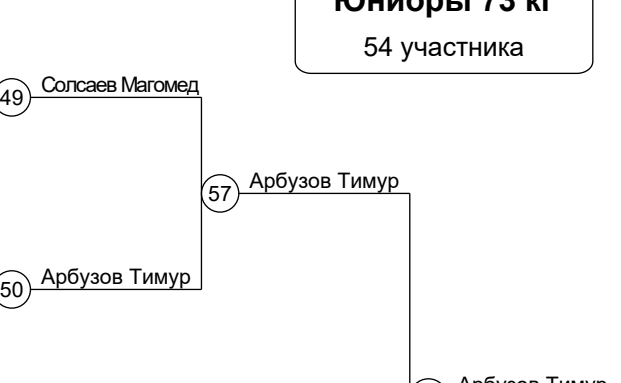 Юниоры 73 кг
54 участника
49
Солсаев Магомед
57
Арбузов Тимур
50
Арбузов Тимур
Арбузов Тимур